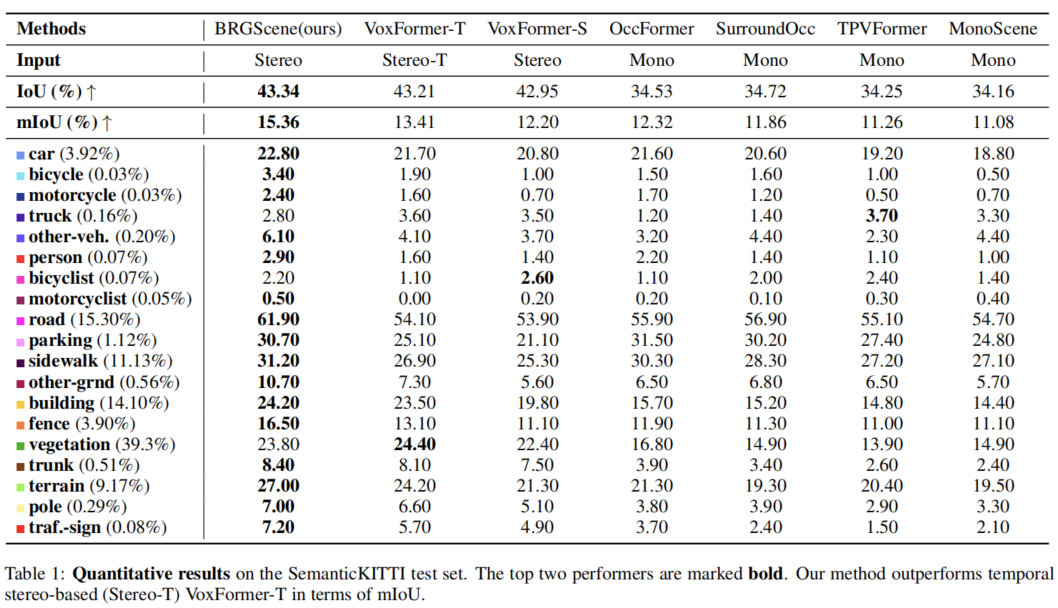 Methods BRGScene(ours) VoxFormer-T VoxFormer-S OccFormer SurroundOcc TPVFormer MonoScene
Input Stereo Stereo-T Stereo Mono Mono Mono Mono
IoU (%) ↑ 43.34 43.21 42.95 34.53 34.72 34.25 34.16
mIoU (%) ↑ 15.36 13.41 12.20 12.32 11.86 11.26 11.08
car (3.92%) 22.80 21.70 20.80 21.60 20.60 19.20 18.80
bicycle (0.03%) 3.40 1.90 1.00 1.50 1.60 1.00 0.50
motorcycle (0.03%) 2.40 1.60 0.70 1.70 1.20 0.50 0.70
truck (0.16%) 2.80 3.60 3.50 1.20 1.40 3.70 3.30
other-veh. (0.20%) 6.10 4.10 3.70 3.20 4.40 2.30 4.40
person (0.07%) 2.90 1.60 1.40 2.20 1.40 1.10 1.00
bicyclist (0.07%) 2.20 1.10 2.60 1.10 2.00 2.40 1.40
motorcyclist (0.05%) 0.50 0.00 0.20 0.20 0.10 0.30 0.40
road (15.30%) 61.90 54.10 53.90 55.90 56.90 55.10 54.70
parking (1.12%) 30.70 25.10 21.10 31.50 30.20 27.40 24.80
sidewalk (11.13%) 31.20 26.90 25.30 30.30 28.30 27.20 27.10
other-grnd (0.56%) 10.70 7.30 5.60 6.50 6.80 6.50 5.70
building (14.10%) 24.20 23.50 19.80 15.70 15.20 14.80 14.40
fence (3.90%) 16.50 13.10 11.10 11.90 11.30 11.00 11.10
vegetation (39.3%) 23.80 24.40 22.40 16.80 14.90 13.90 14.90
trunk (0.51%) 8.40 8.10 7.50 3.90 3.40 2.60 2.40
terrain (9.17%) 27.00 24.20 21.30 21.30 19.30 20.40 19.50
pole (0.29%) 7.00 6.60 5.10 3.80 3.90 2.90 3.30
traf.-sign (0.08%) 7.20 5.70 4.90 3.70 2.40 1.50 2.10
Table 1: Quantitative results on the SemanticKITTI test set. The top two performers are marked bold. Our method outperforms temporal
stereo-based (Stereo-T) VoxFormer-T in terms of mIoU.